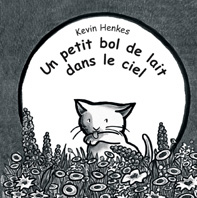 Kevin Henkes
Un petit bol de lait
dans le ciel